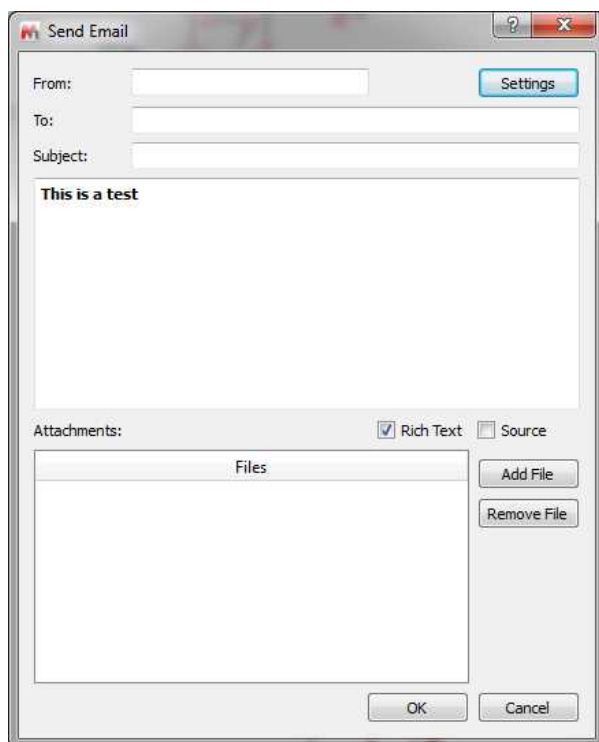 Send Email
From:
Settings
To:
Subject:
This is a test
Attachments:
Rich Text
Source
Files
Add File
Remove File
OK
Cancel